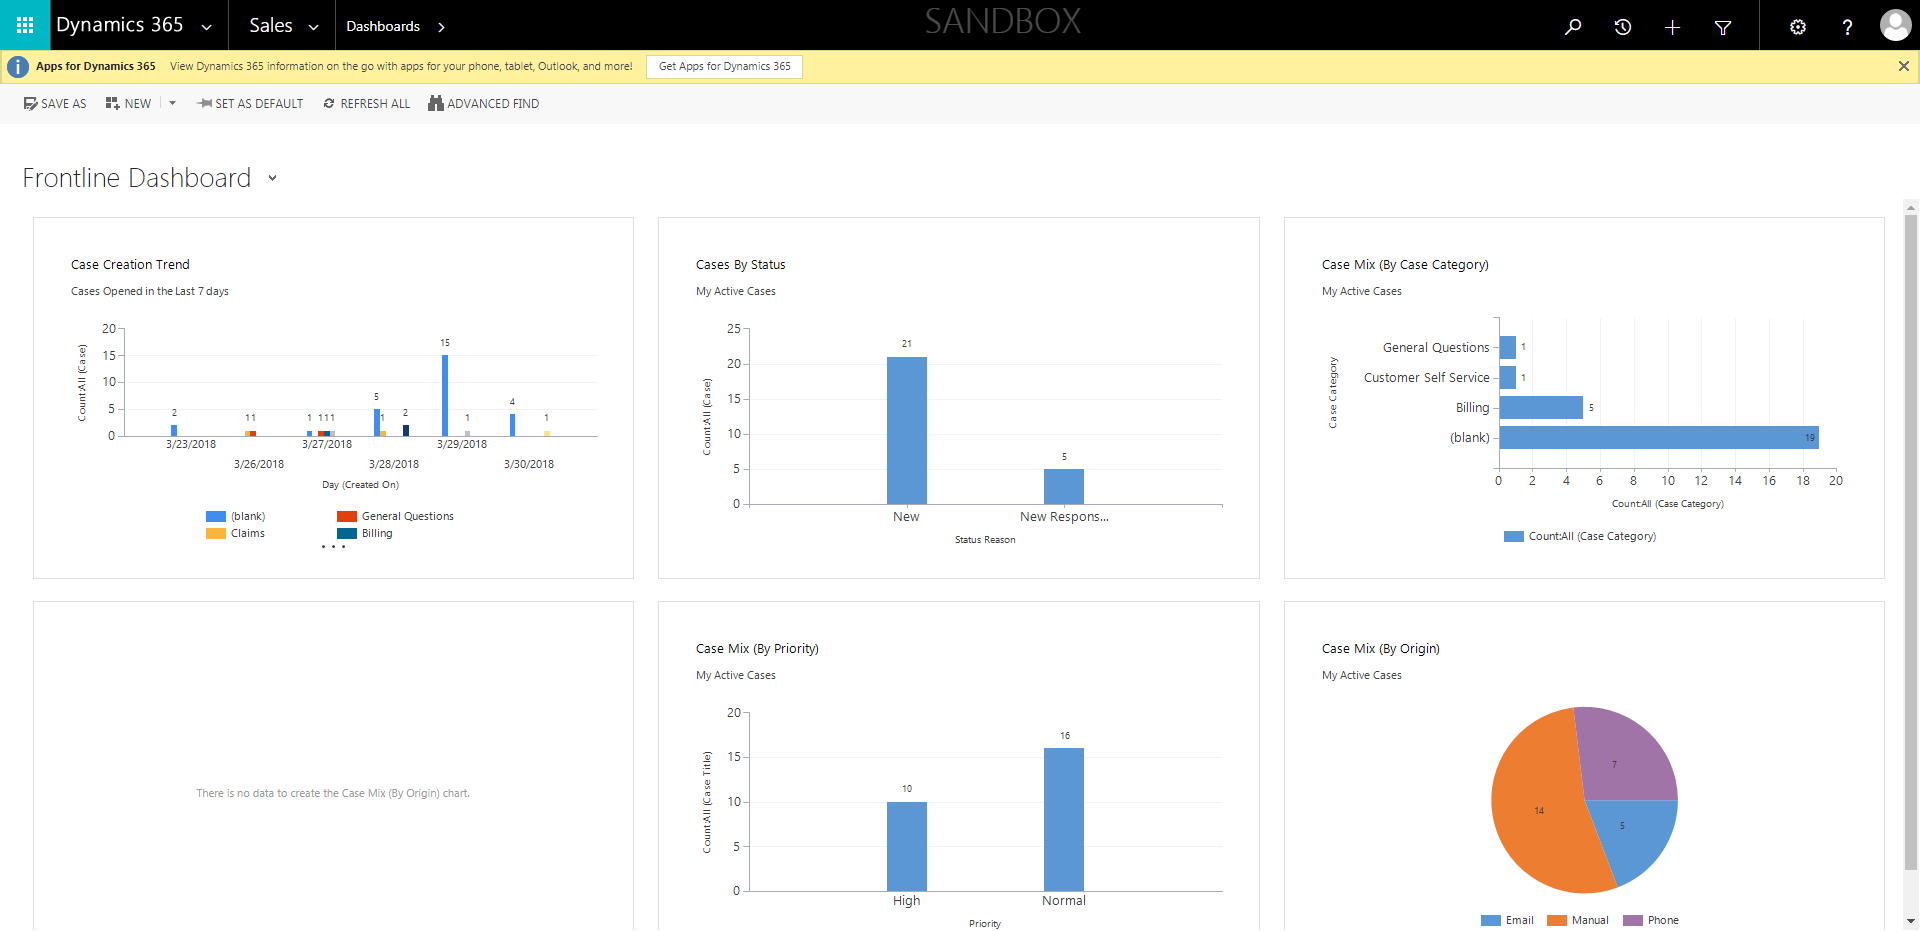 Dynamics 365 Sales Dashboards SANDBOX ?
Apps for Dynamics 365 View Dynamics 365 information on the go with apps for your phone, tablet, Outlook, and more! Get Apps for Dynamics 365
SAVE AS NEW SET AS DEFAULT REFRESH ALL ADVANCED FIND
Frontline Dashboard
Case Creation Trend
Cases Opened in the Last 7 days
Count:All (Case)
20
15
10
5
0
2
1 1
1 1 1 1
5
1
2
15
1
4
1
3/23/2018 3/27/2018 3/29/2018
3/26/2018 3/28/2018 3/30/2018
Day (Created On)
(blank) General Questions
Claims Billing
• • •
Cases By Status
My Active Cases
Count:All (Case)
25
20
15
10
5
0
21
5
New New Respons...
Status Reason
Case Mix (By Case Category)
My Active Cases
Case Category
General Questions 1
Customer Self Service 1
Billing 5
(blank) 19
0 2 4 6 8 10 12 14 16 18 20
Count:All (Case Category)
Count:All (Case Category)
There is no data to create the Case Mix (By Origin) chart.
Case Mix (By Priority)
My Active Cases
Count:All (Case Title)
20
15
10
5
0
10
16
High Normal
Priority
Case Mix (By Origin)
My Active Cases
7
14
5
Email Manual Phone